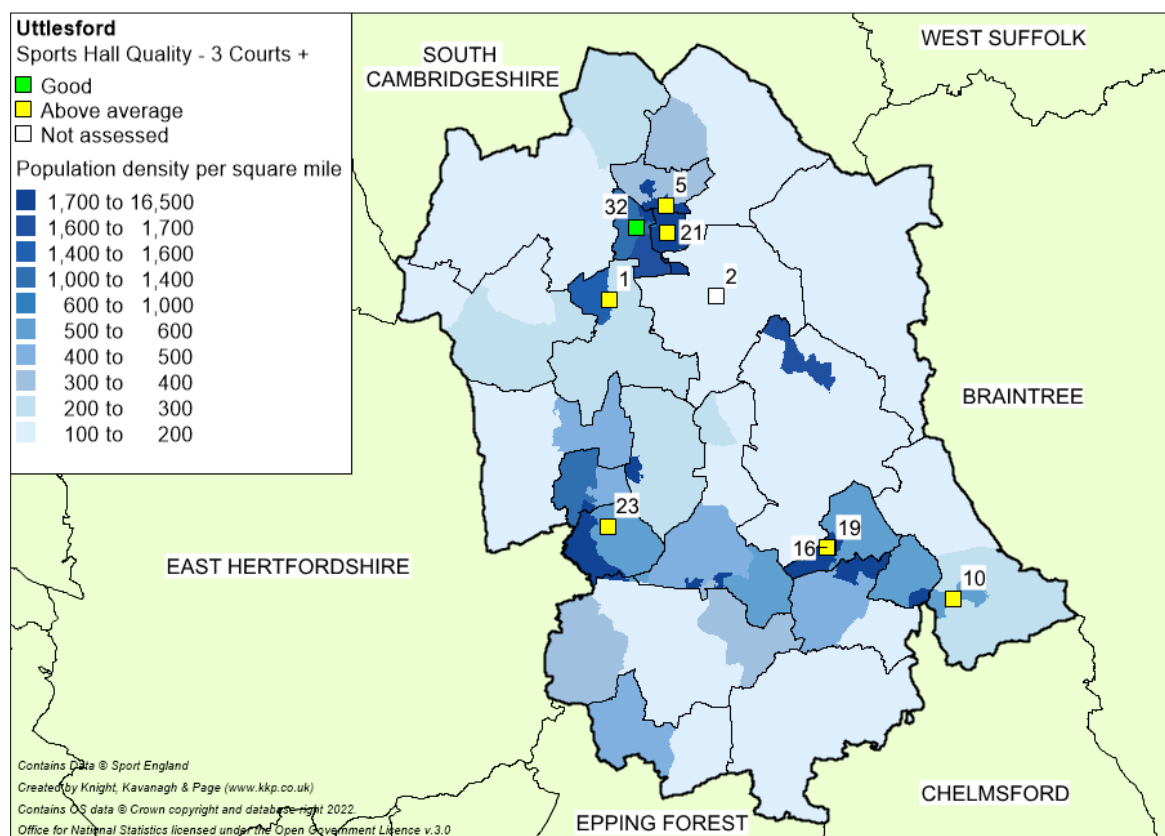 Uttlesford
Sports Hall Quality - 3 Courts +
Good
Above average
Not assessed
Population density per square mile
1,700 to 16,500
1,600 to 1,700
1,400 to 1,600
1,000 to 1,400
600 to 1,000
500 to 600
400 to 500
300 to 400
200 to 300
100 to 200
SOUTH
CAMBRIDGESHIRE
WEST SUFFOLK
5
32
21
1
2
BRAINTREE
23
19
16
EAST HERTFORDSHIRE
10
CHELMSFORD
EPPING FOREST
Contains Data © Sport England
Created by Knight, Kavanagh & Page (www.kkp.co.uk)
Contains OS data © Crown copyright and database right 2022
Office for National Statistics licensed under the Open Government Licence v.3.0